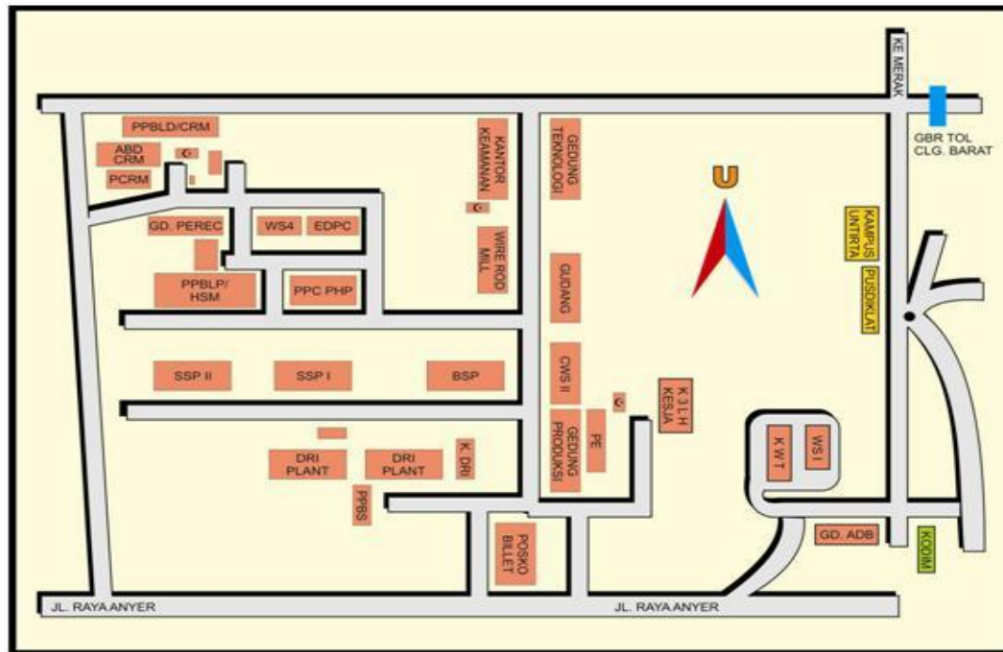 KE MERAK
GBR TOL
CLG. BARAT
PPBLD/CRM
ABD
CRM
PCRM
KANTOR
KEAMANAN
GEDUNG
TEKNOLOGI
U
KAMPUS
UNTIRTA
PUSDIKLAT
GD. PEREC
WS4
EDPC
WIRE ROD
MILL
GUDANG
PPBLP/
HSM
PPC PHP
SSP II
SSP I
BSP
CWS II
K 3 L H
KESJA
GEDUNG
PRODUKSI
PE
DRI
PLANT
DRI
PLANT
K. DRI
PPBS
K W T
WS I
POSKO
BILLET
GD. ADB
KODIM
JL. RAYA ANYER
JL. RAYA ANYER